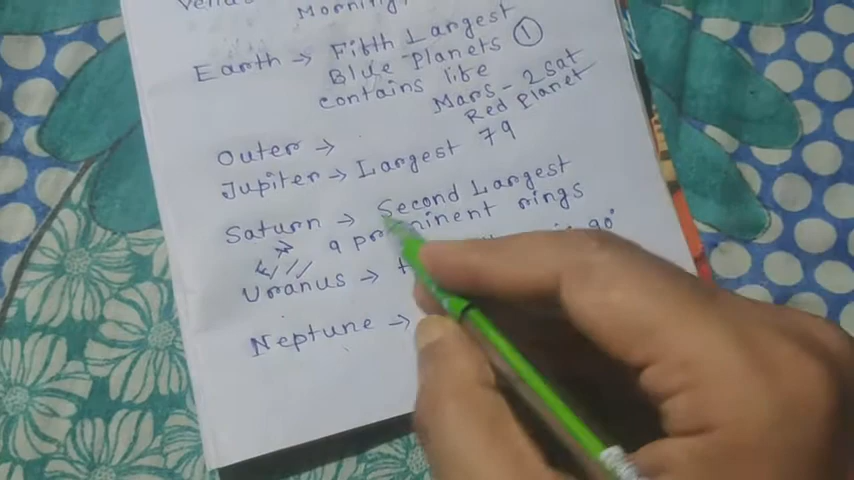 Morning
Earth → Fifth Largest
Blue-Planets ①
contains life
Mars - 2 Sat
Red Planet
Outer →
Jupiter → Largest 79
Saturn → Second Largest
a prominent rings
Uranus → 90°
Neptune →